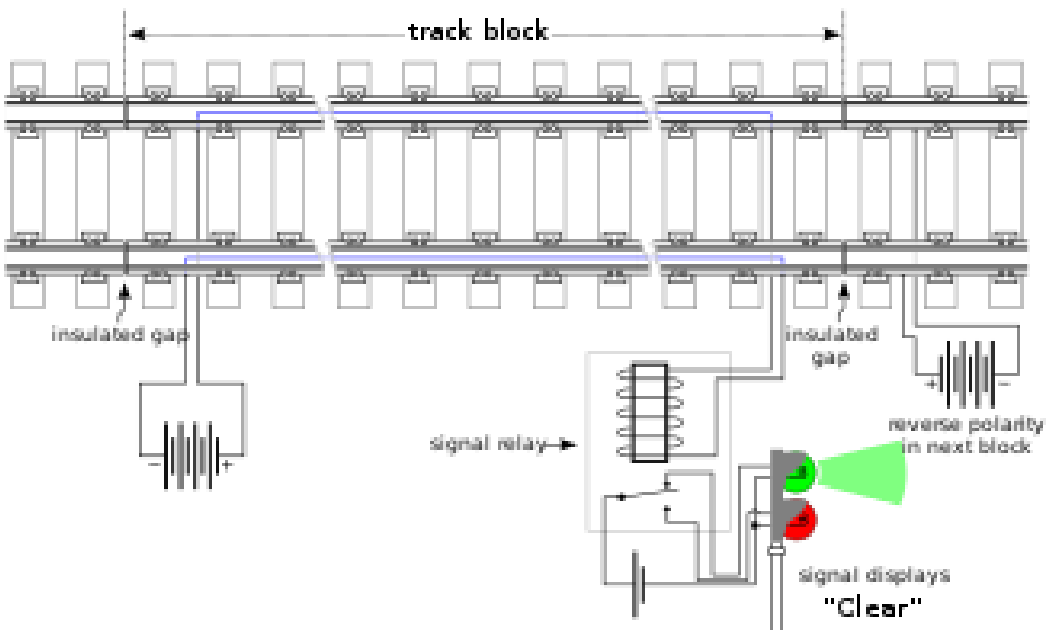 track block
insulated gap
insulated
gap
- +
+ -
reverse polarity
in next block
signal relay
signal displays
"Clear"